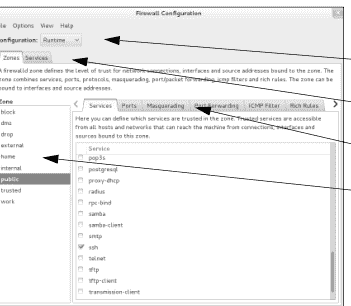 Firewall Configuration
ile Options View Help
onfiguration: Runtime
Zones Services
A firewalld zone defines the level of trust for network connections, interfaces and source addresses bound to the zone. The
zone combines services, ports, protocols, masquerading, port/packet forwarding, icmp filters and rich rules. The zone can be
bound to interfaces and source addresses.
Zone
block
dmz
drop
external
home
internal
public
trusted
work
Services Ports Masquerading Port Forwarding ICMP Filter Rich Rules
Here you can define which services are trusted in the zone. Trusted services are accessible
from all hosts and networks that can reach the machine from connections, interfaces and
sources bound to this zone.
Service
pop3s
postgresql
proxy-dhcp
radius
rpc-bind
samba
samba-client
smtp
ssh
telnet
tftp
tftp-client
transmission-client